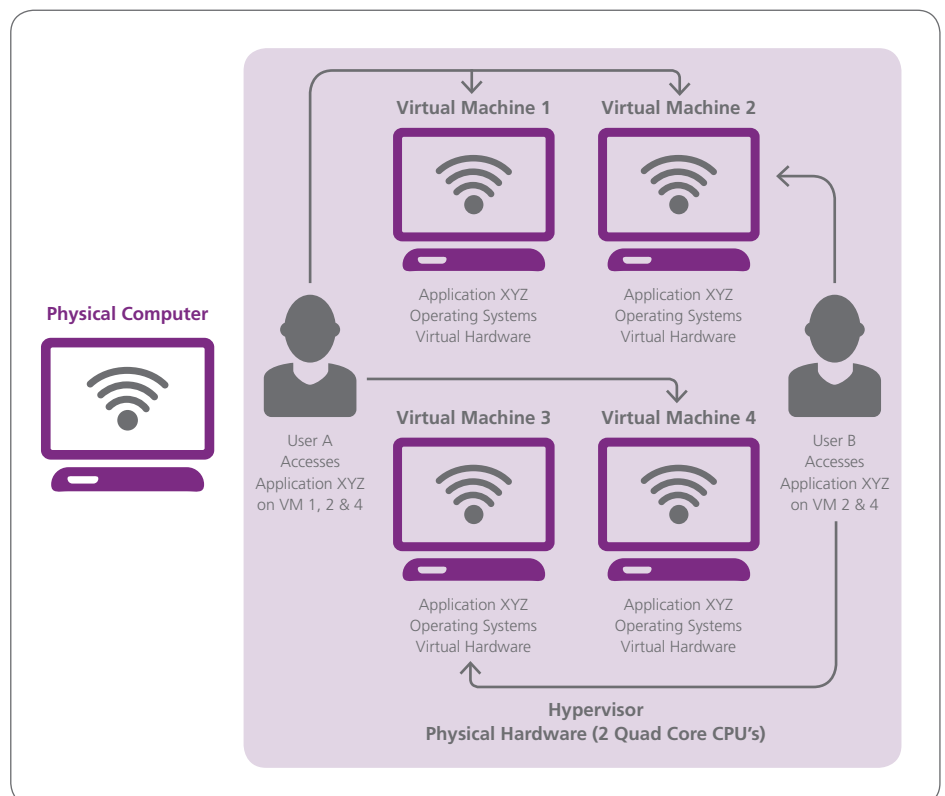 Virtual Machine 1
Virtual Machine 2
Application XYZ
Operating Systems
Virtual Hardware
Application XYZ
Operating Systems
Virtual Hardware
Physical Computer
User A
Accesses
Application XYZ
on VM 1, 2 & 4
Virtual Machine 3
Virtual Machine 4
User B
Accesses
Application XYZ
on VM 2 & 4
Application XYZ
Operating Systems
Virtual Hardware
Application XYZ
Operating Systems
Virtual Hardware
Hypervisor
Physical Hardware (2 Quad Core CPU's)